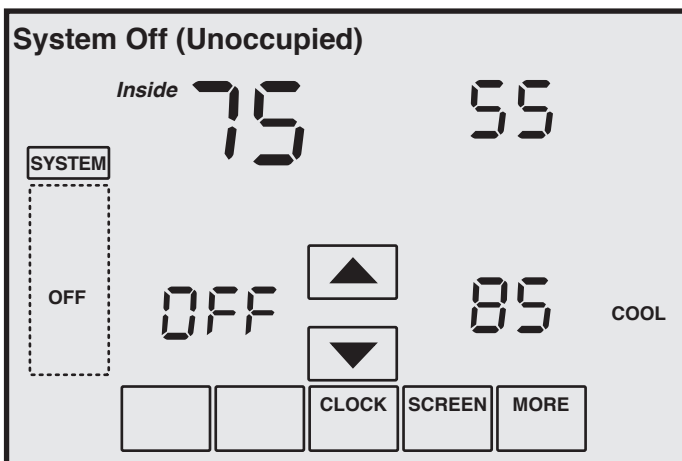 System Off (Unoccupied)
Inside 75 55
SYSTEM
OFF OFF 85 COOL
CLOCK SCREEN MORE